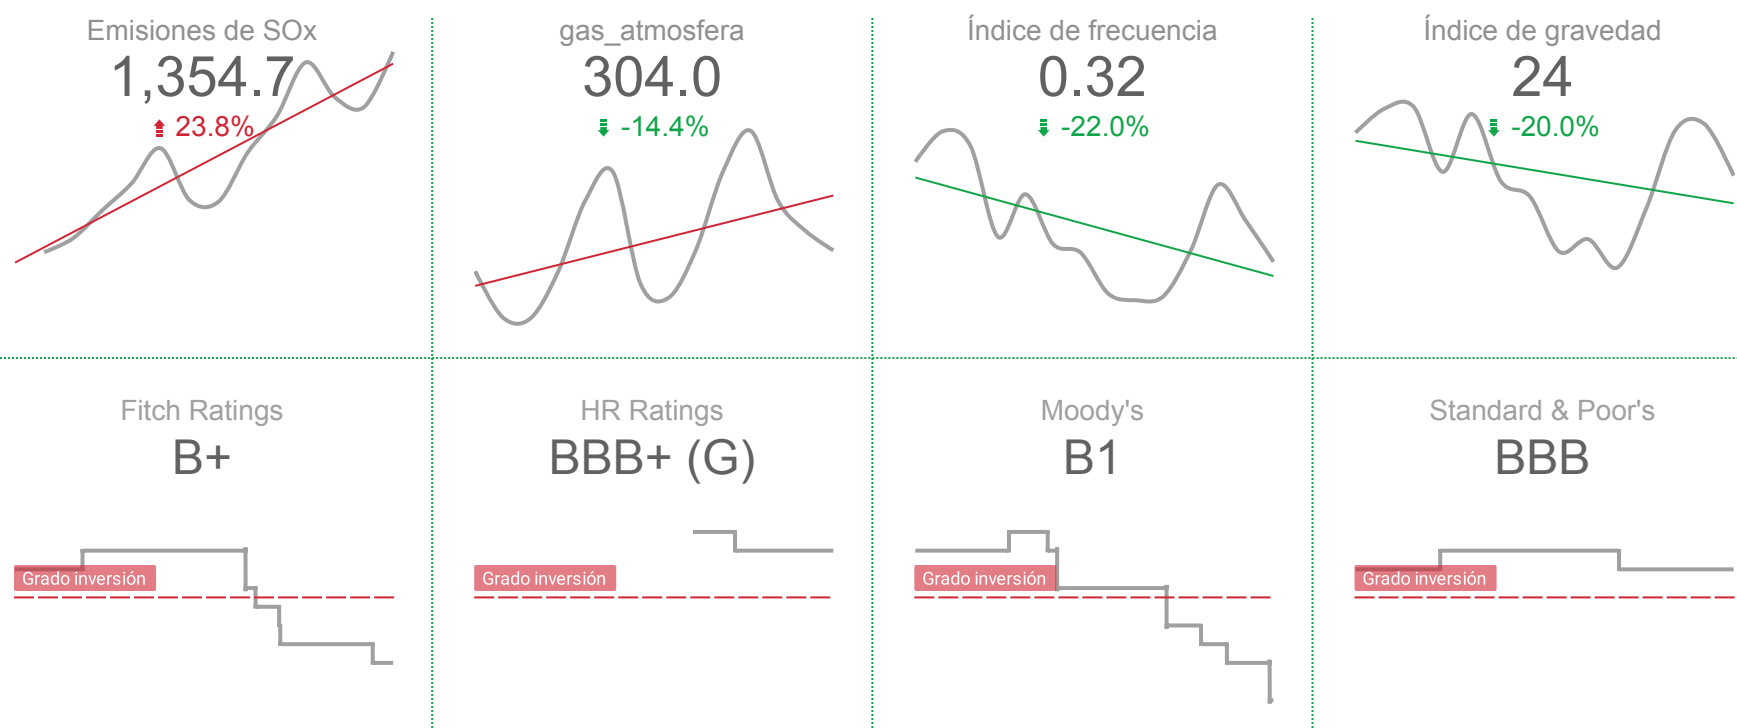 Emisiones de SOx
1,354.7
23.8%
gas_atmosfera
304.0
-14.4%
Índice de frecuencia
0.32
-22.0%
Índice de gravedad
24
-20.0%
Fitch Ratings
B+
Grado inversión
HR Ratings
BBB+ (G)
Grado inversión
Moody's
B1
Grado inversión
Standard & Poor's
BBB
Grado inversión